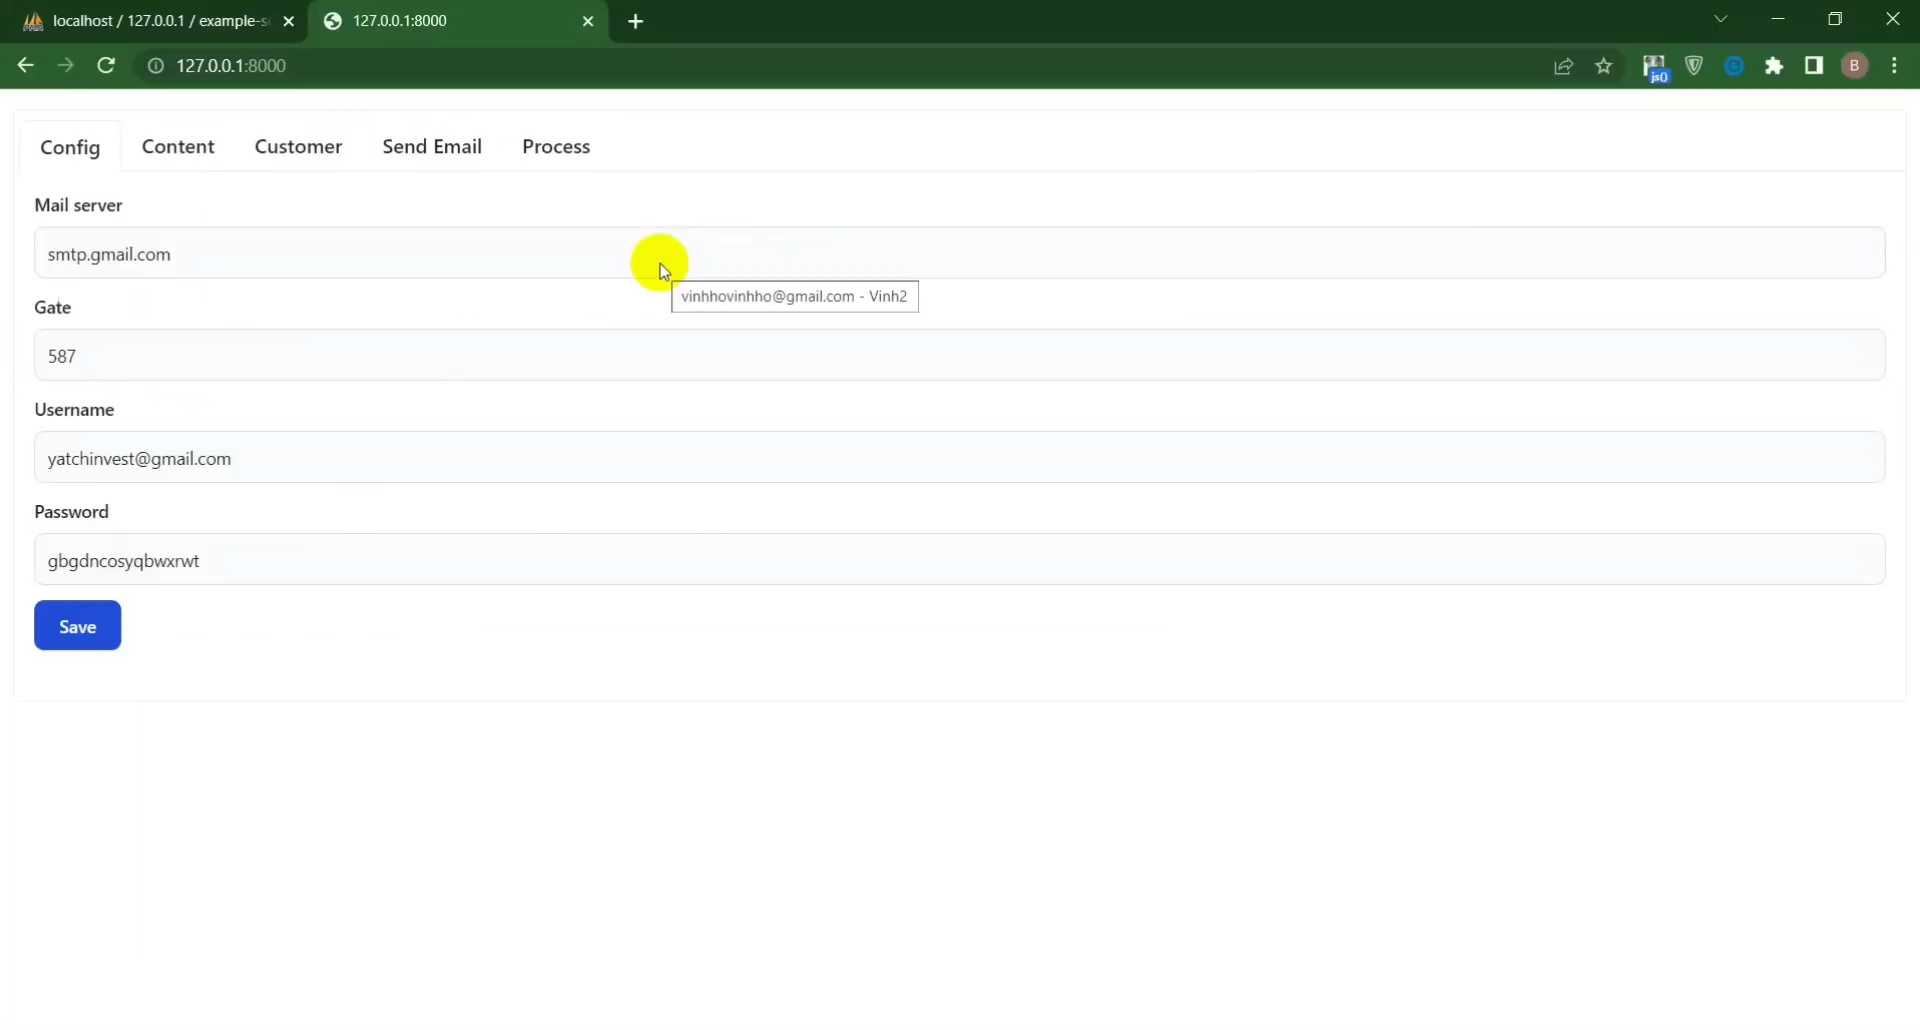 localhost / 127.0.0.1 / example-s
127.0.0.1:8000
127.0.0.1:8000
js()
B
Config
Content
Customer
Send Email
Process
Mail server
smtp.gmail.com
vinhhovinhho@gmail.com - Vinh2
Gate
587
Username
yatchinvest@gmail.com
Password
gbgdncosyqbwxrwt
Save